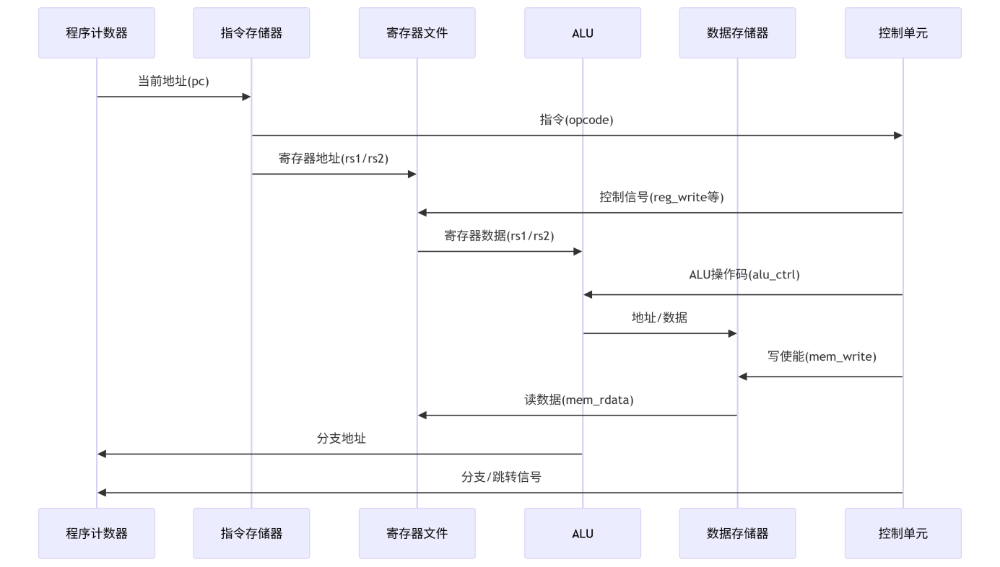 程序计数器
指令存储器
寄存器文件
ALU
数据存储器
控制单元
当前地址(pc)
指令(opcode)
寄存器地址(rs1/rs2)
控制信号(reg_write等)
寄存器数据(rs1/rs2)
ALU操作码(alu_ctrl)
地址/数据
写使能(mem_write)
读数据(mem_rdata)
分支地址
分支/跳转信号
程序计数器
指令存储器
寄存器文件
ALU
数据存储器
控制单元